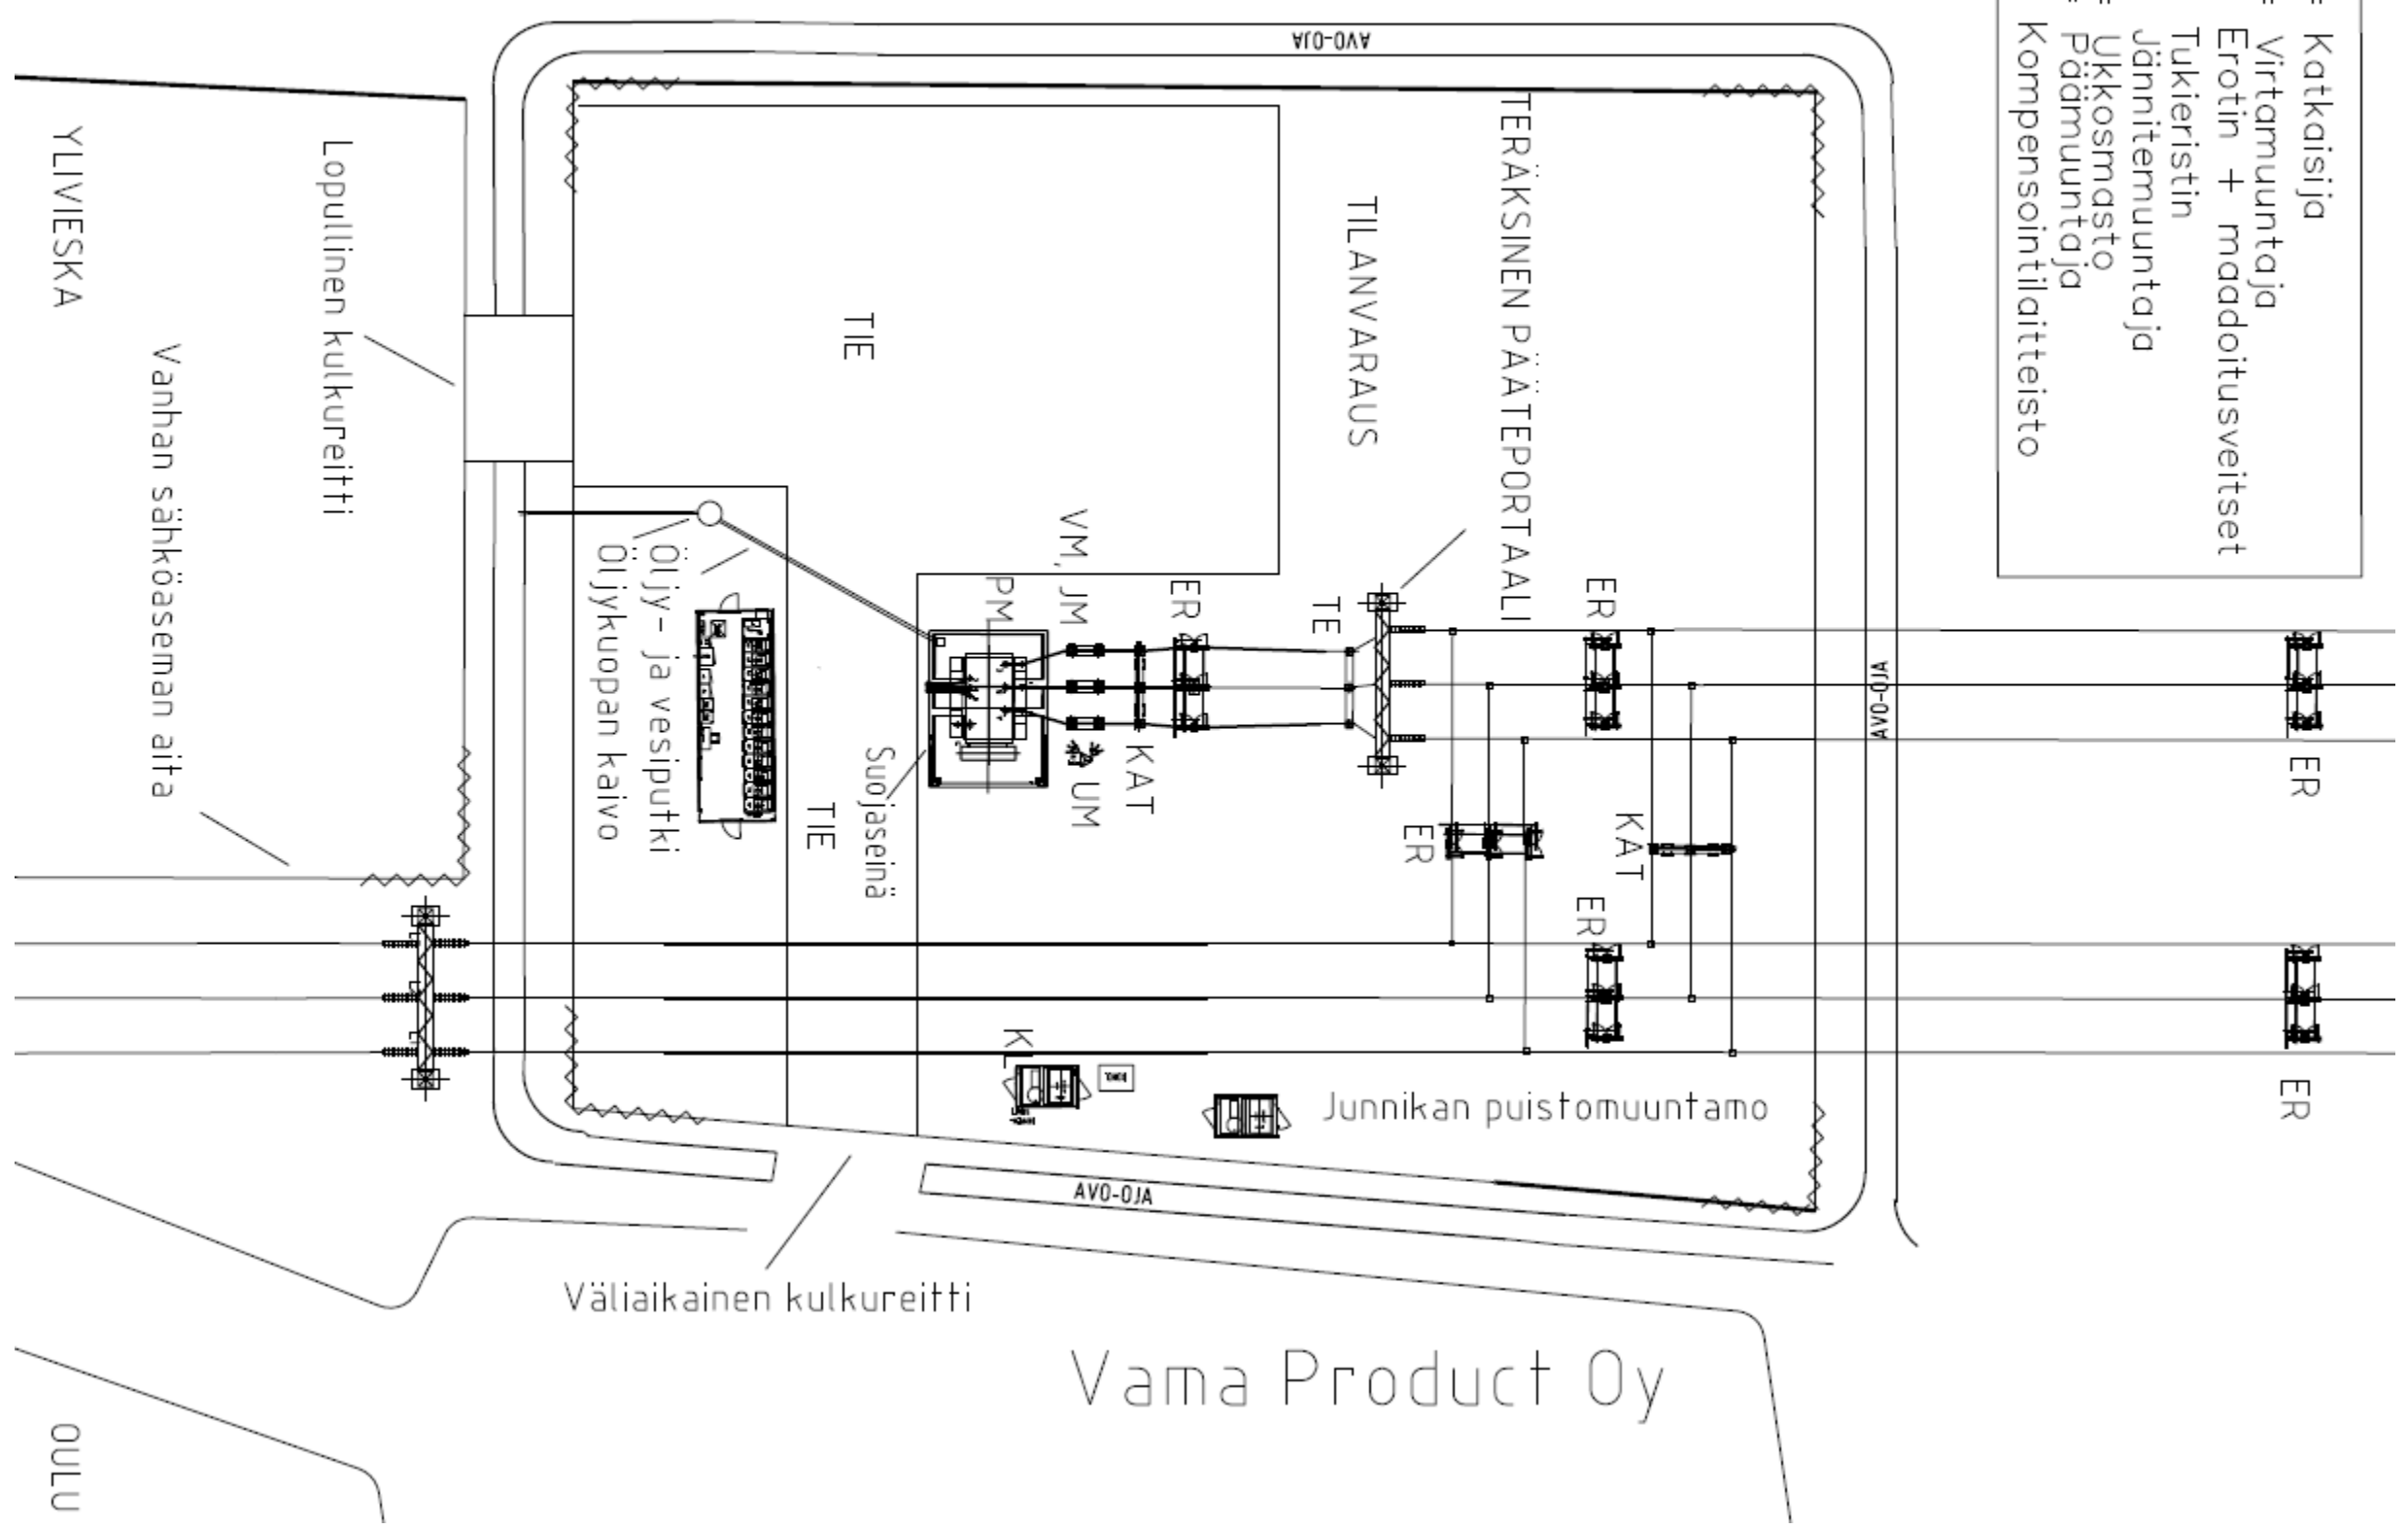 = Katkaisija
= Virtamuuntaja
Erotin + maadoitusveitset
Tukieristin
Jännitemuuntaja
= Ukkosmasto
= Päämuuntaja
Kompensointilaitteisto
AVO-OJA
TERÄKSINEN PÄÄTEPORTAALI
TILANVARAUS
TIE
YLIVIESKA
Lopullinen kulkureitti
Vanhan sähköaseman aita
Öljy- ja vesiputki
Öljykuopan kaivo
VM, JM
PM
ER
TE
ER
ER
AVO-OJA
KAT
UM
Suojaseinä
TIE
ER
KAT
ER
KL
ER
Junnikan puistomuuntamo
AVO-OJA
Väliaikainen kulkureitti
Vama Product Oy
OULU